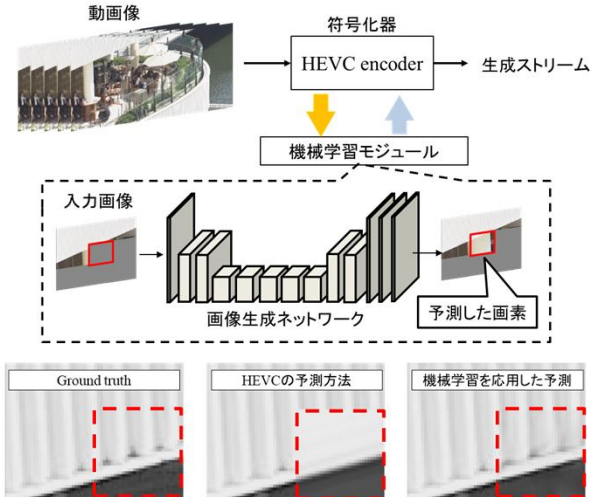 動画像
符号化器
HEVC encoder
生成ストリーム
機械学習モジュール
入力画像
画像生成ネットワーク
予測した画素
Ground truth
HEVCの予測方法
機械学習を応用した予測